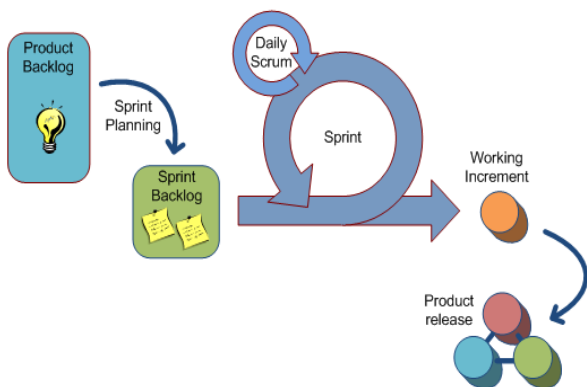 Product
Backlog
Sprint
Planning
Sprint
Backlog
Daily
Scrum
Sprint
Working
Increment
Product
release